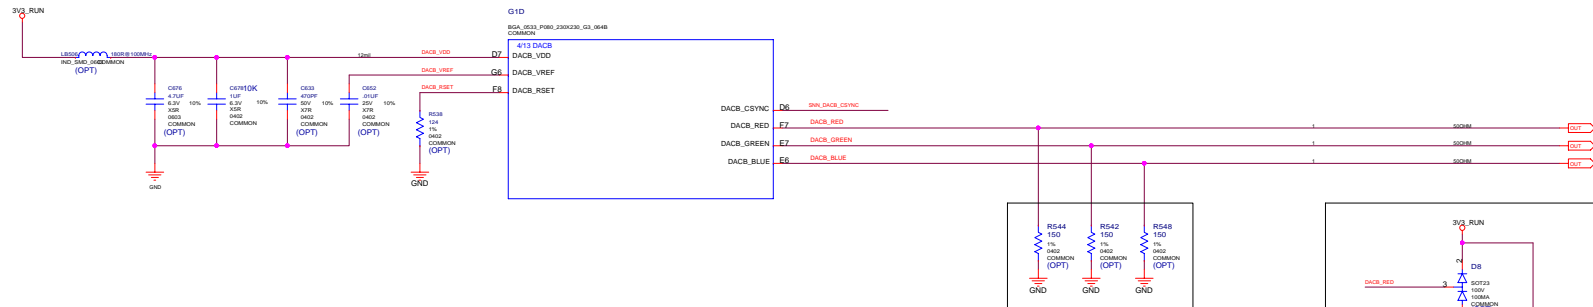 3V3_RUN
LB506
180R@100MHz
IND_SMD_0603
COMMON
(OPT)
C676
4.7UF
6.3V 10%
X5R
0603
COMMON
(OPT)
10K
1UF
6.3V 10%
X5R
0402
COMMON
C633
470PF
50V 10%
X7R
0402
COMMON
(OPT)
C652
.01UF
25V 10%
X7R
0402
COMMON
(OPT)
GND
12mil
DACB_VDD
DACB_VREF
DACB_RSET
R538
124
1%
0402
COMMON
(OPT)
GND
G1D
BGA_0533_P080_230X230_G3_064B
COMMON
4/13 DACB
D7 DACB_VDD
G6 DACB_VREF
F8 DACB_RSET
DACB_CSYNC D6 SNN_DACB_CSYNC
DACB_RED F7 DACB_RED 1 50OHM OUT
DACB_GREEN E7 DACB_GREEN 1 50OHM OUT
DACB_BLUE E6 DACB_BLUE 1 50OHM OUT
R544
150
1%
0402
COMMON
(OPT)
GND
R542
150
1%
0402
COMMON
(OPT)
GND
R548
150
1%
0402
COMMON
(OPT)
GND
3V3_RUN
2
DACB_RED
3
D8
SOT23
100V
100MA
COMMON